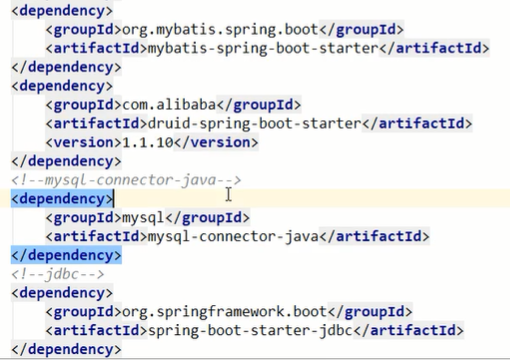 <dependency>
<groupId>org.mybatis.spring.boot</groupId>
<artifactId>mybatis-spring-boot-starter</artifactId>
</dependency>
<dependency>
<groupId>com.alibaba</groupId>
<artifactId>druid-spring-boot-starter</artifactId>
<version>1.1.10</version>
</dependency>
<!--mysql-connector-java-->
<dependency>
<groupId>mysql</groupId>
<artifactId>mysql-connector-java</artifactId>
</dependency>
<!--jdbc-->
<dependency>
<groupId>org.springframework.boot</groupId>
<artifactId>spring-boot-starter-jdbc</artifactId>
</dependency>